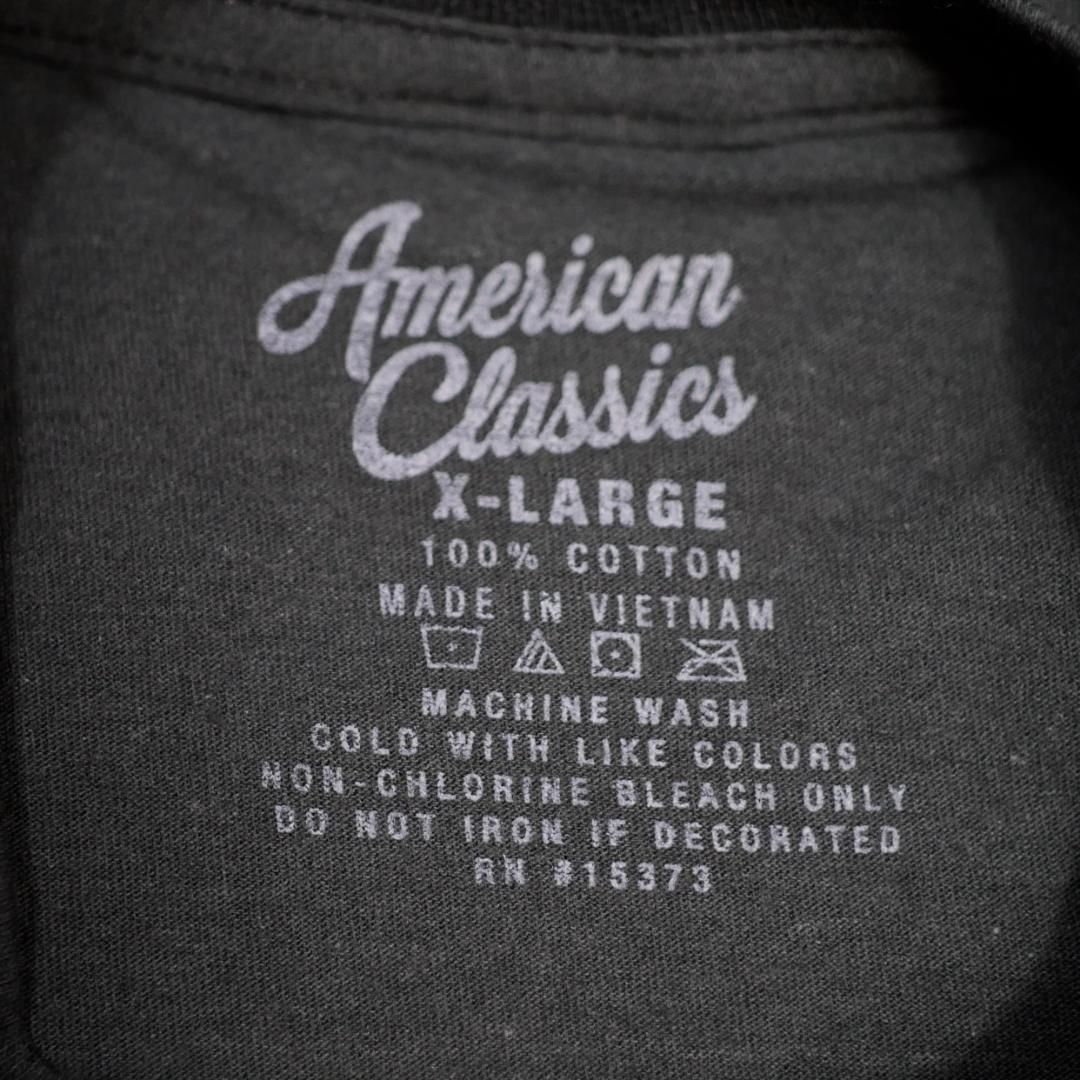 American
Classics
X-LARGE
100% COTTON
MADE IN VIETNAM
MACHINE WASH
COLD WITH LIKE COLORS
NON-CHLORINE BLEACH ONLY
DO NOT IRON IF DECORATED
RN #15373